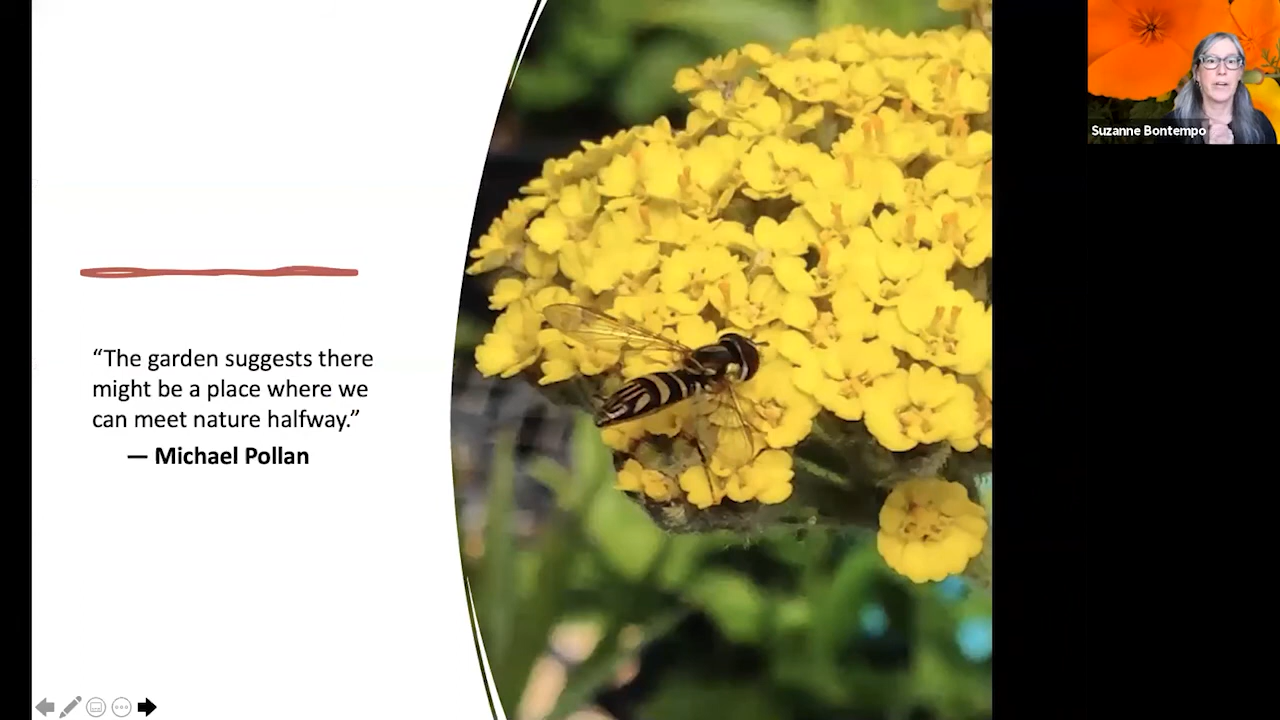 Suzanne Bontempo
“The garden suggests there
might be a place where we
can meet nature halfway.”
— Michael Pollan